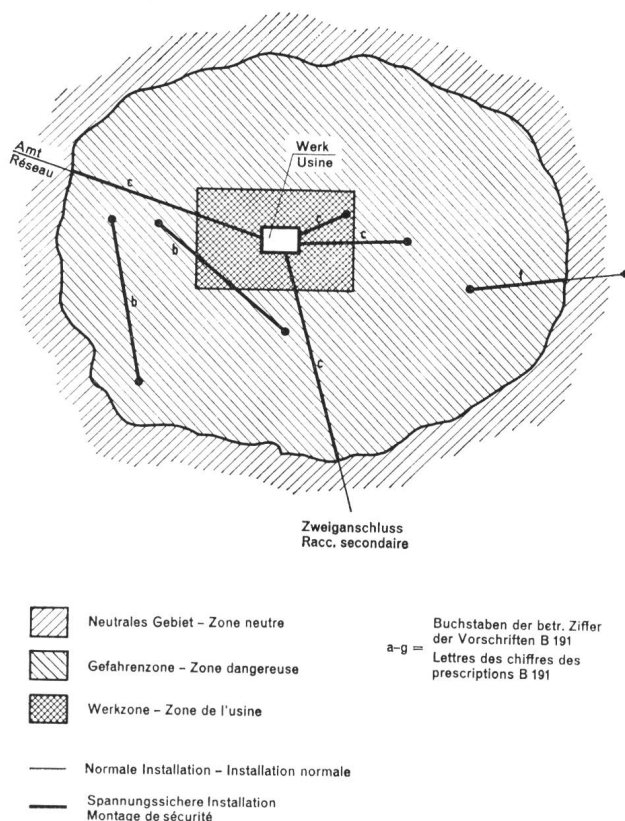 Amt
Réseau
Werk
Usine
c
c
c
b
b
f
c
Zweiganschluss
Racc. secondaire
Neutrales Gebiet – Zone neutre
Gefahrenzone – Zone dangereuse
Werkzone – Zone de l'usine
a–g =
Buchstaben der betr. Ziffer
der Vorschriften B 191
Lettres des chiffres des
prescriptions B 191
Normale Installation – Installation normale
Spannungssichere Installation
Montage de sécurité